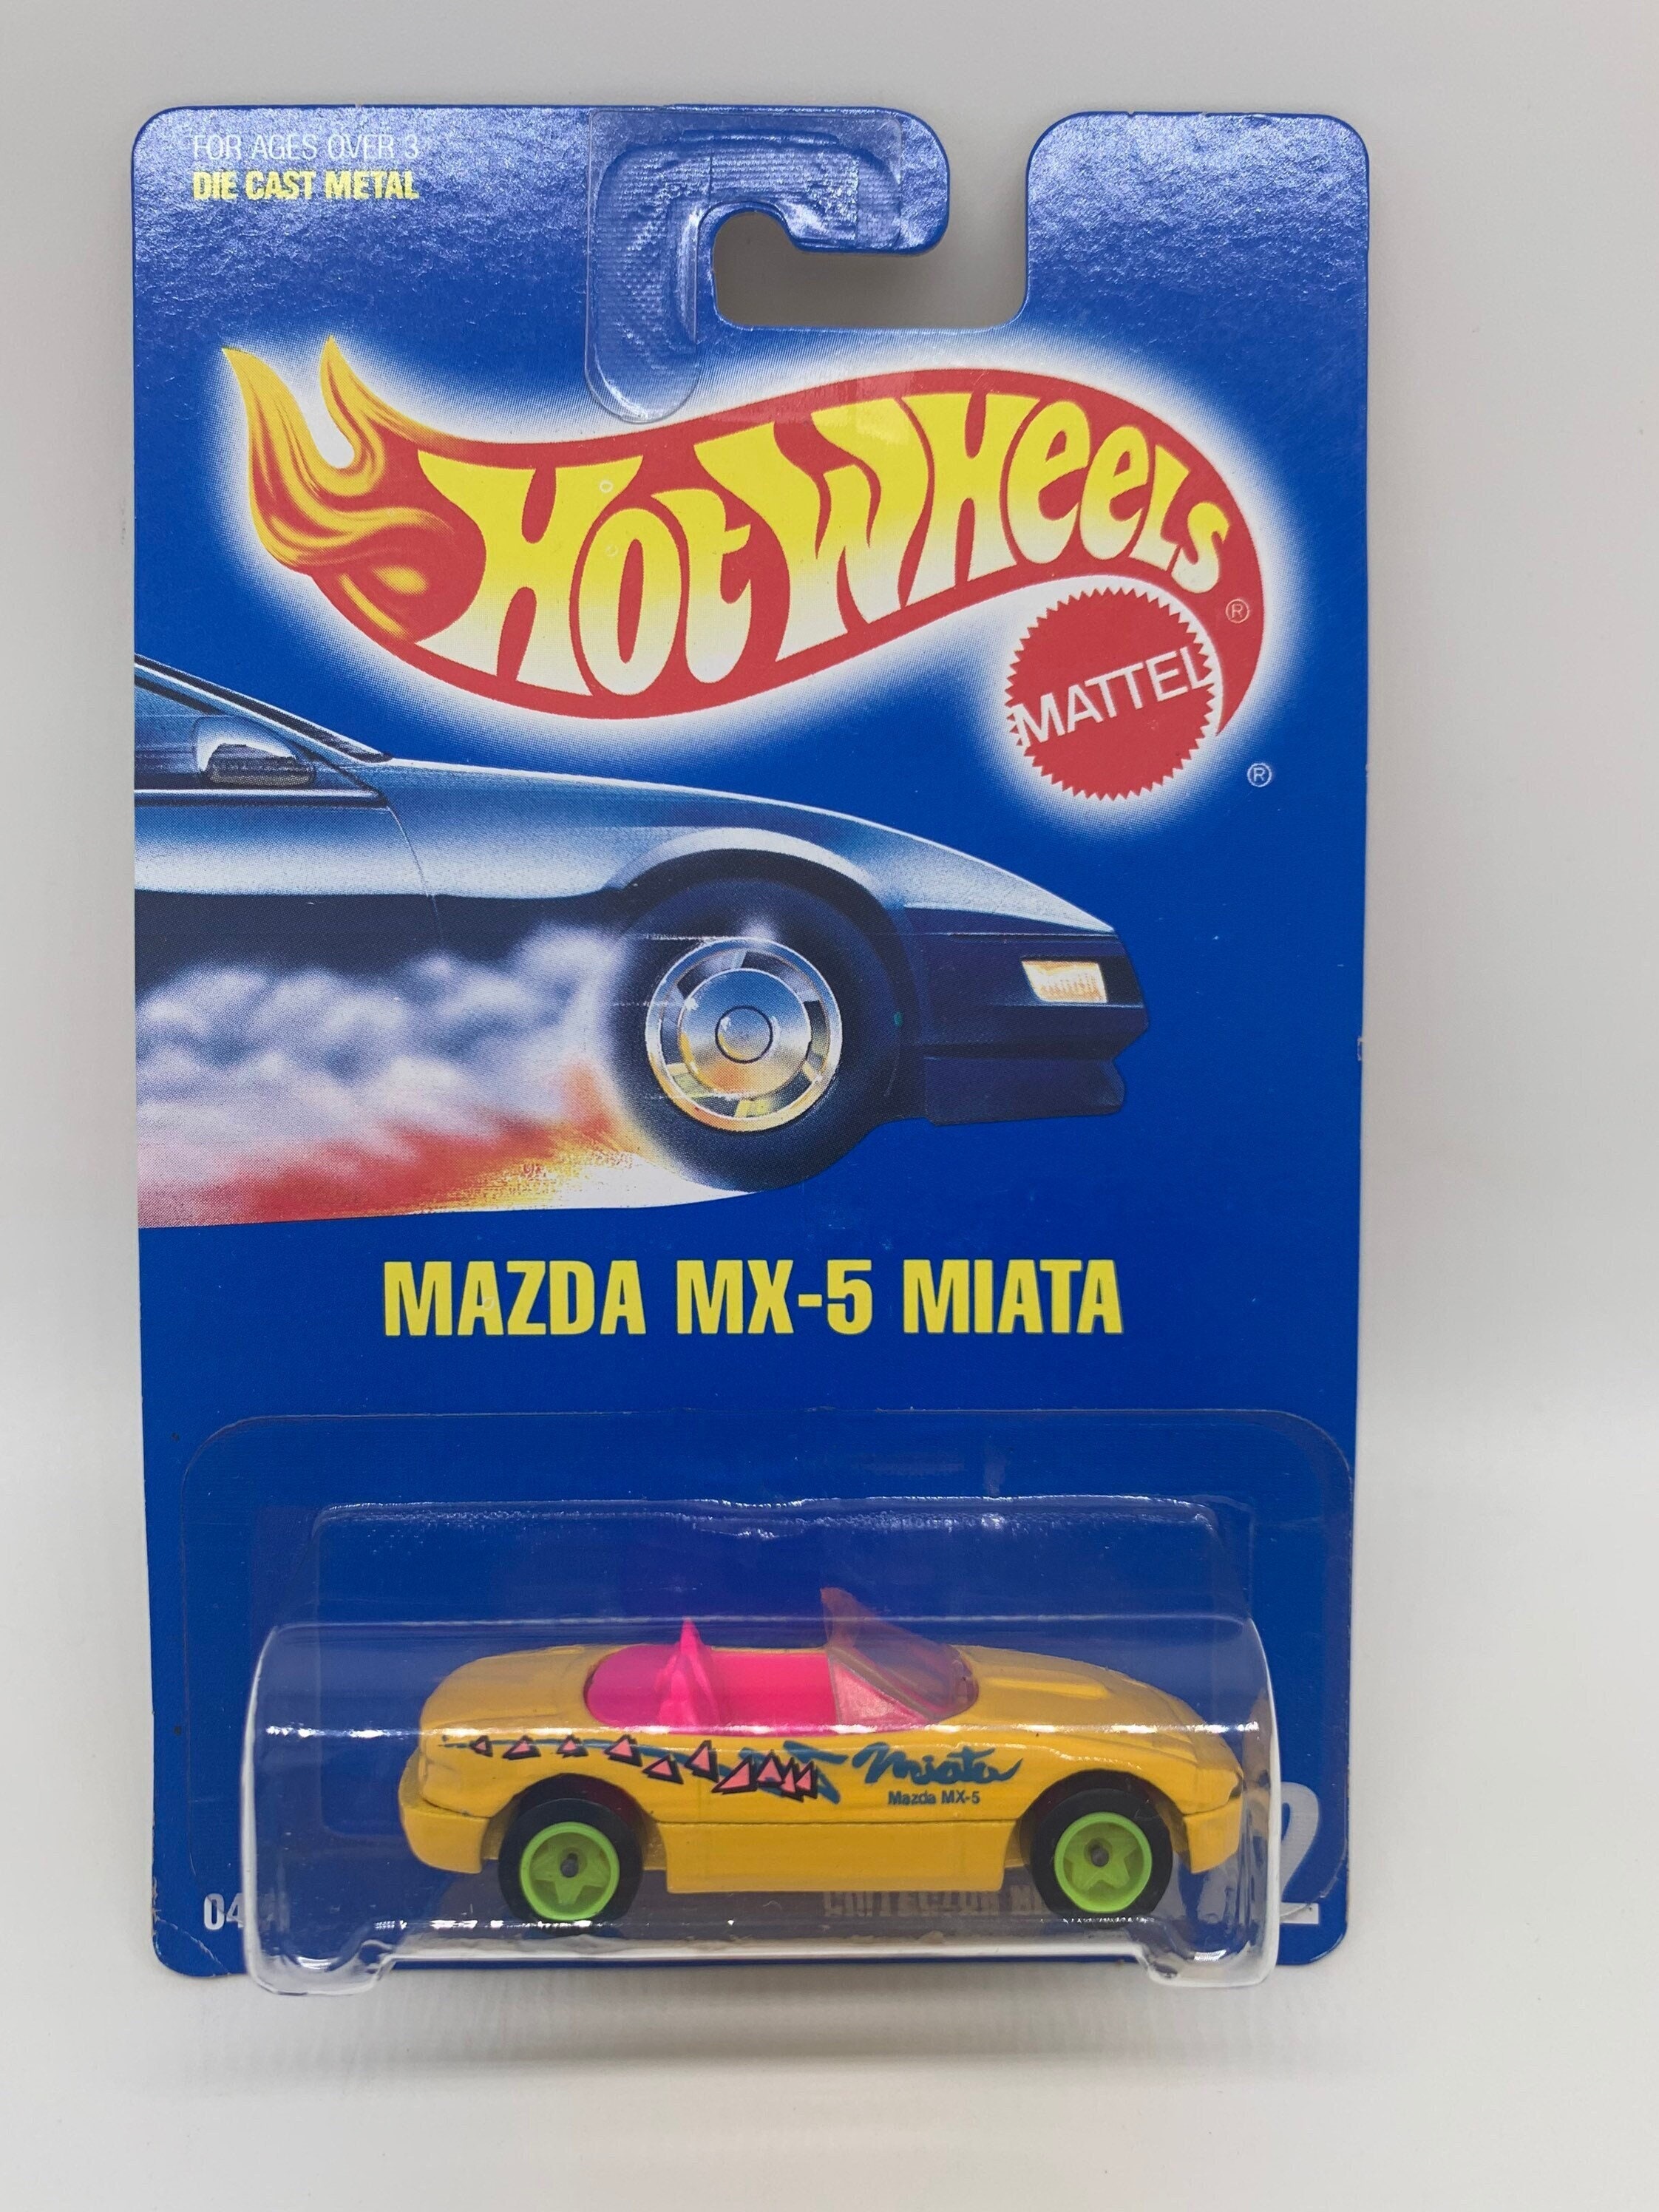 FOR AGES OVER 3
DIE CAST METAL
HOT WHEELS
®
MATTEL
®
MAZDA MX-5 MIATA
Miata
Mazda MX-5